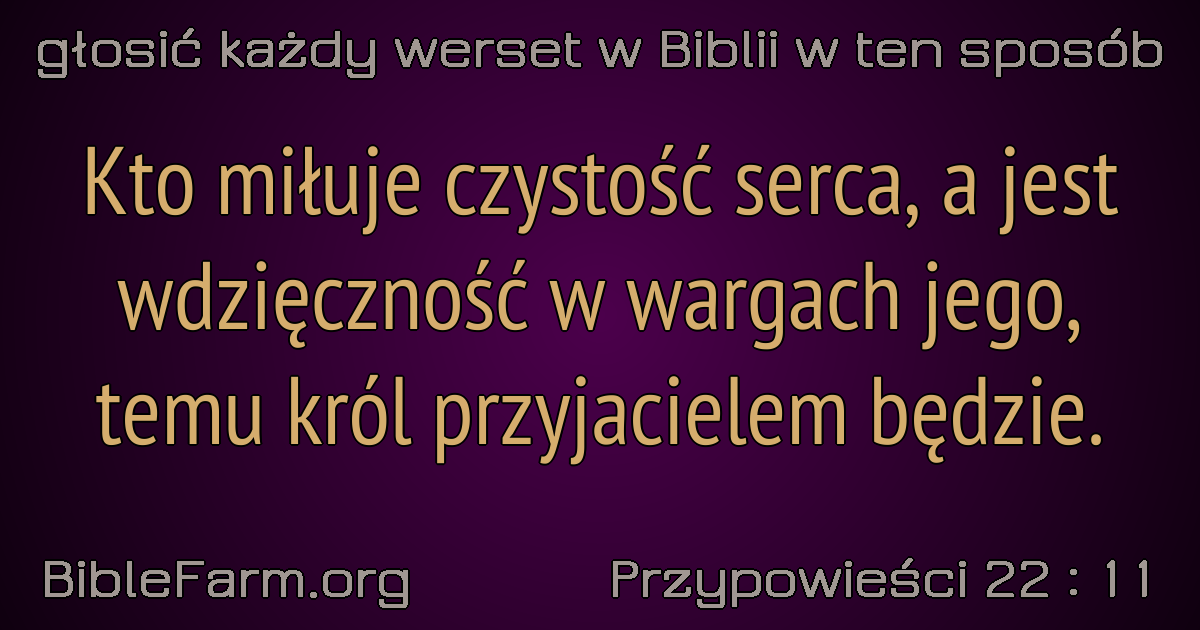 głosić każdy werset w Biblii w ten sposób
Kto miłuje czystość serca, a jest
wdzięczność w wargach jego,
temu król przyjacielem będzie.
BibleFarm.org
Przypowieści 22 : 11